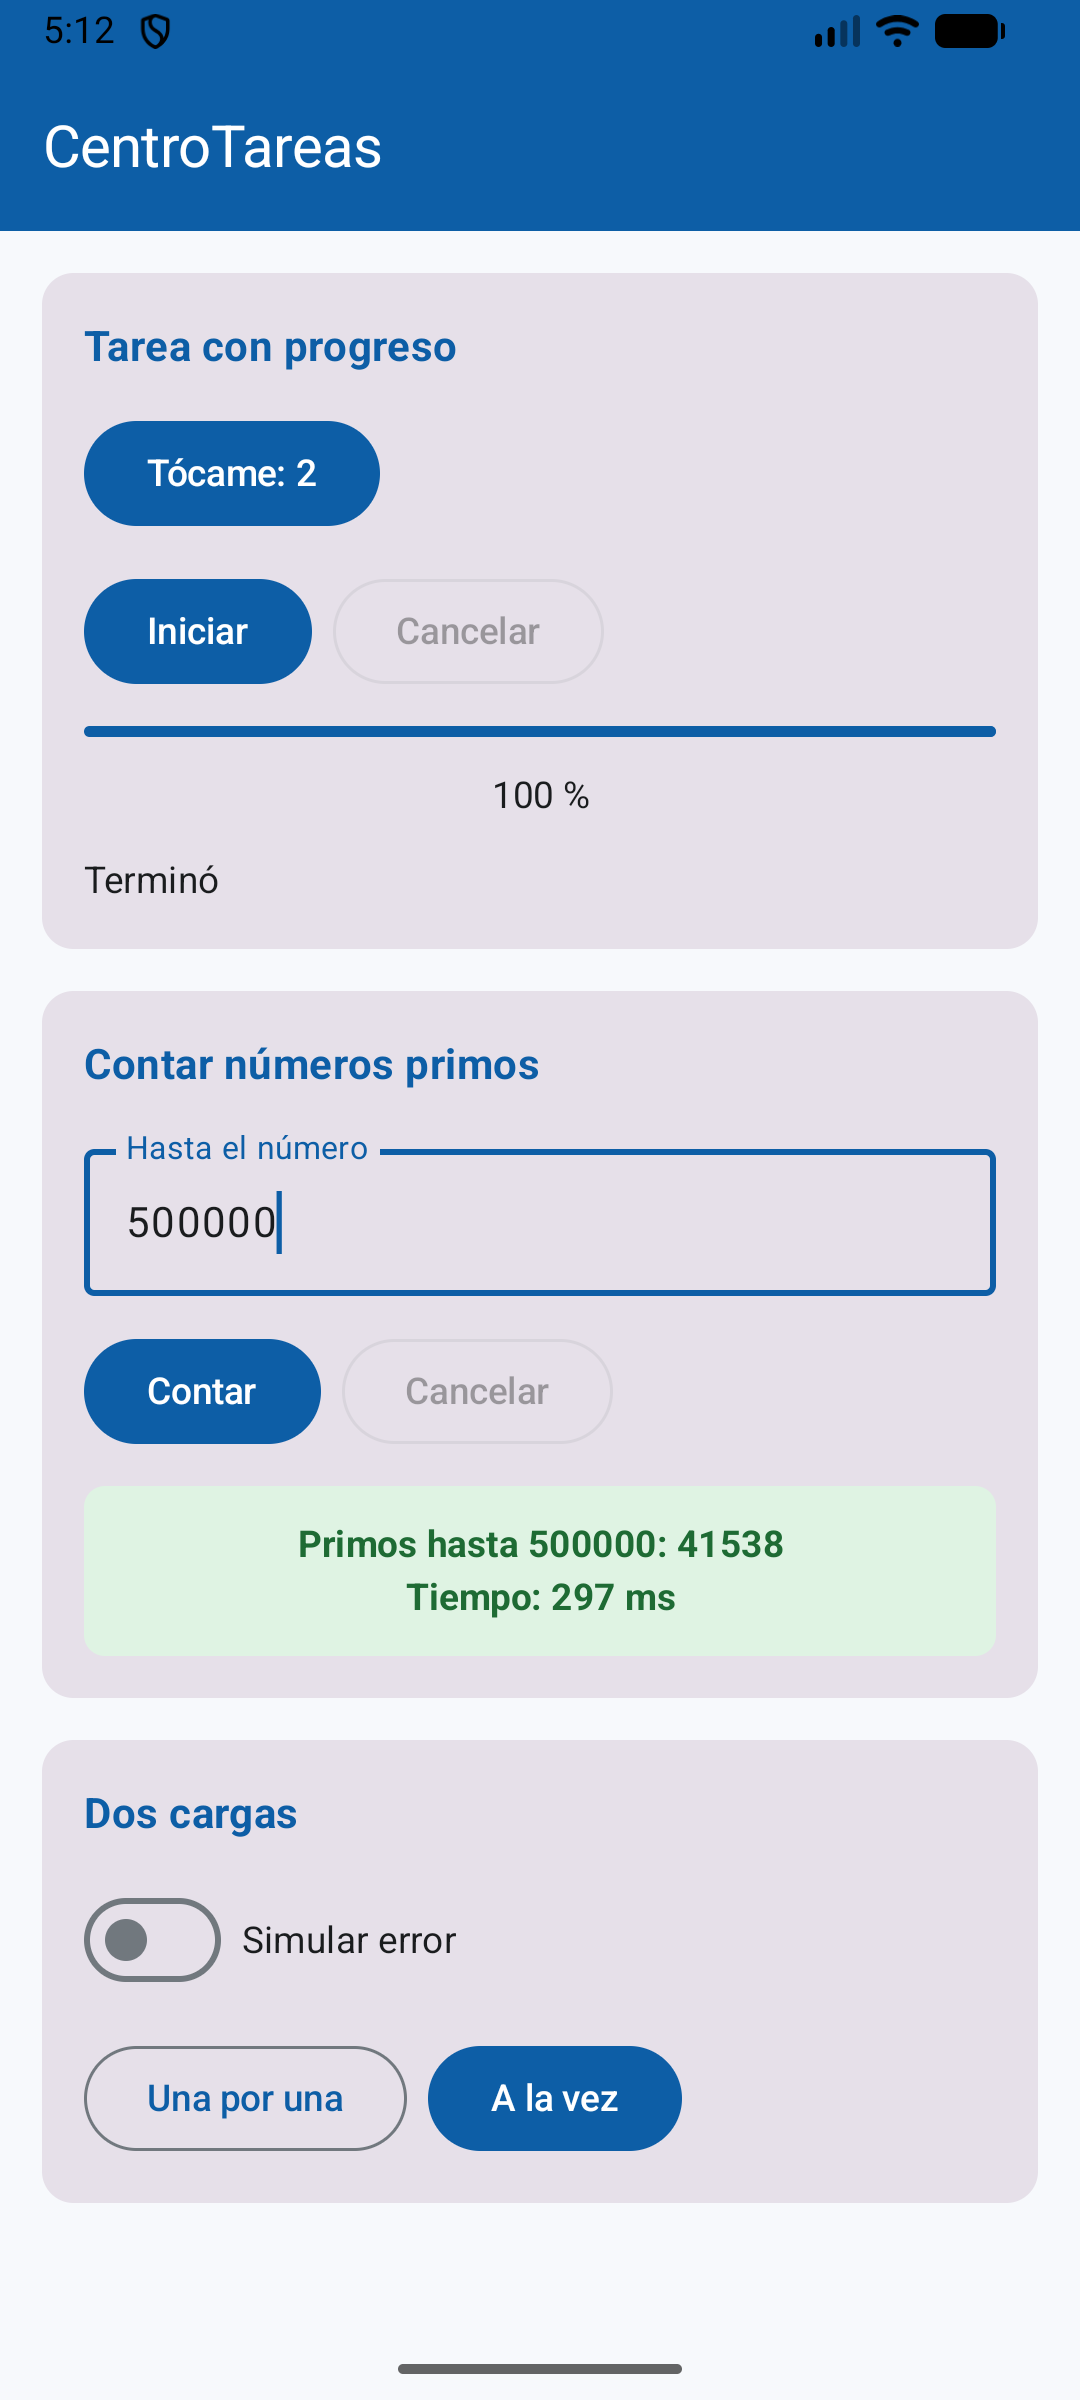 5:12
CentroTareas
Tarea con progreso
Tócame: 2
Iniciar
Cancelar
100 %
Terminó
Contar números primos
Hasta el número
500000
Contar
Cancelar
Primos hasta 500000: 41538
Tiempo: 297 ms
Dos cargas
Simular error
Una por una
A la vez